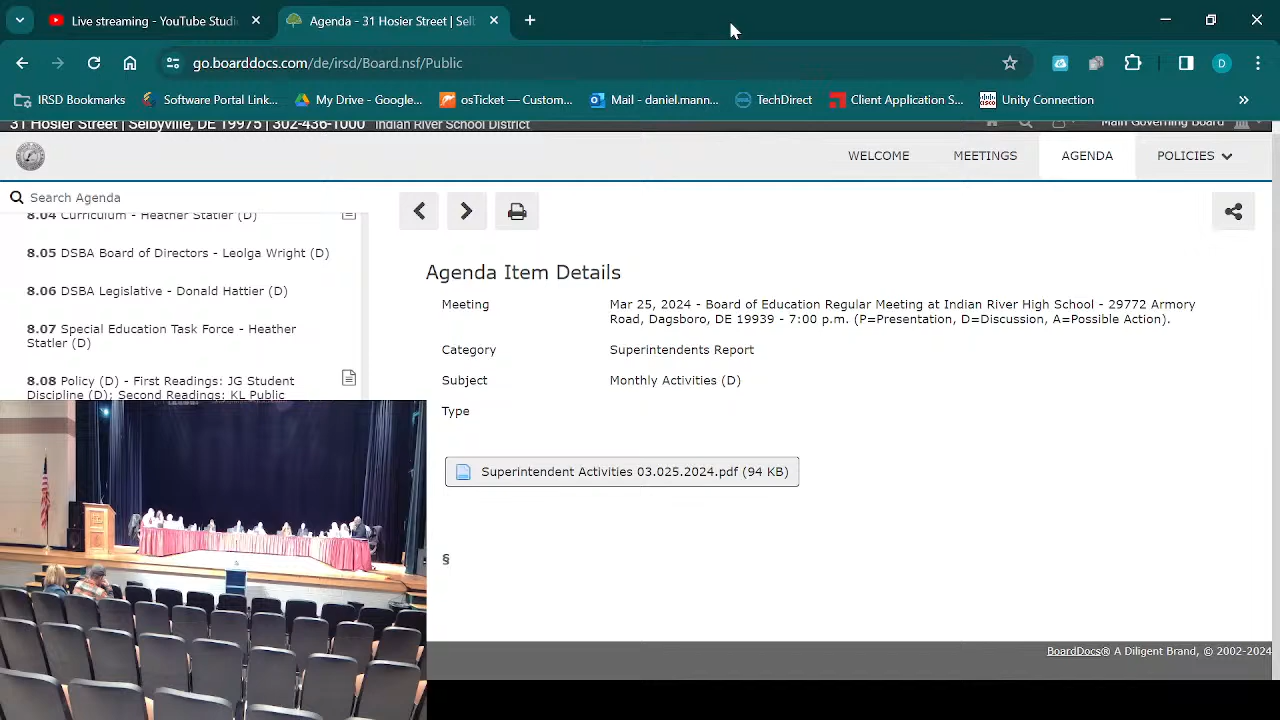 Live streaming - YouTube Studi
Agenda - 31 Hosier Street | Sel
go.boarddocs.com/de/irsd/Board.nsf/Public
D
IRSD Bookmarks
Software Portal Link...
My Drive - Google...
osTicket — Custom...
Mail - daniel.mann...
TechDirect
Client Application S...
Unity Connection
31 Hosier Street | Selbyville, DE 19975 | 302-436-1000 Indian River School District
Main Governing Board
WELCOME
MEETINGS
AGENDA
POLICIES
Search Agenda
8.04 Curriculum - Heather Statler (D)
8.05 DSBA Board of Directors - Leolga Wright (D)
8.06 DSBA Legislative - Donald Hattier (D)
8.07 Special Education Task Force - Heather
Statler (D)
8.08 Policy (D) - First Readings: JG Student
Discipline (D); Second Readings: KL Public
Agenda Item Details
Meeting
Mar 25, 2024 - Board of Education Regular Meeting at Indian River High School - 29772 Armory
Road, Dagsboro, DE 19939 - 7:00 p.m. (P=Presentation, D=Discussion, A=Possible Action).
Category
Superintendents Report
Subject
Monthly Activities (D)
Type
Superintendent Activities 03.025.2024.pdf (94 KB)
§
BoardDocs® A Diligent Brand, © 2002-2024